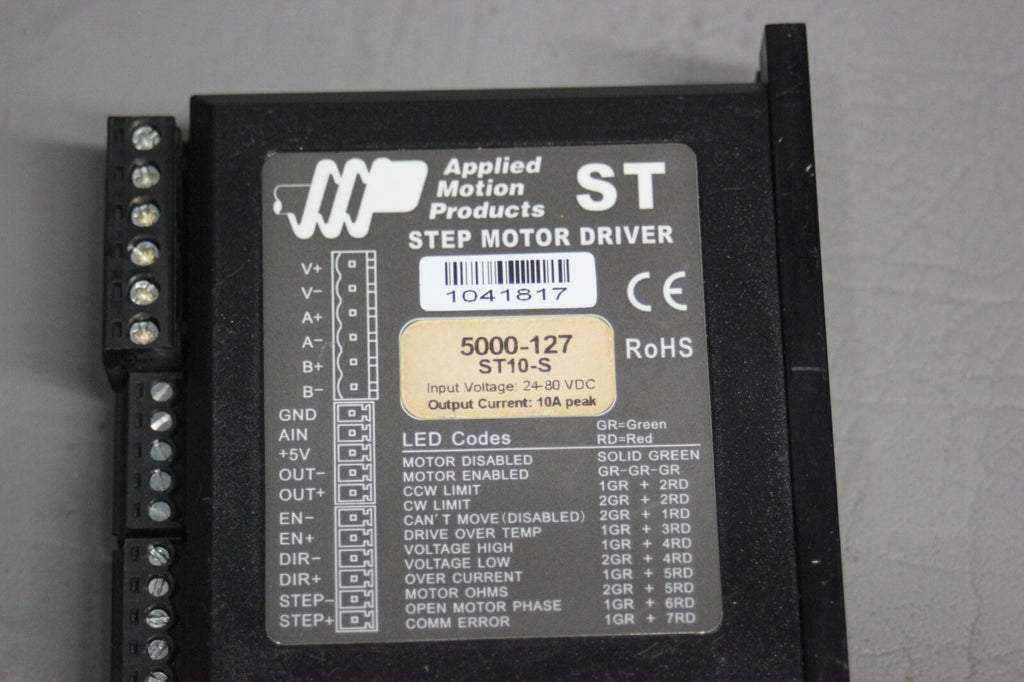 Applied
Motion
Products
ST
STEP MOTOR DRIVER
1041817
CE
5000-127
ST10-S
Input Voltage: 24-80 VDC
Output Current: 10A peak
RoHS
V+
V-
A+
A-
B+
B-
GND
AIN
+5V
OUT-
OUT+
EN-
EN+
DIR-
DIR+
STEP-
STEP+
LED Codes
GR=Green
RD=Red
MOTOR DISABLED SOLID GREEN
MOTOR ENABLED GR-GR-GR
CCW LIMIT 1GR + 2RD
CW LIMIT 2GR + 2RD
CAN'T MOVE(DISABLED) 2GR + 1RD
DRIVE OVER TEMP 1GR + 3RD
VOLTAGE HIGH 1GR + 4RD
VOLTAGE LOW 2GR + 4RD
OVER CURRENT 1GR + 5RD
MOTOR OHMS 2GR + 5RD
OPEN MOTOR PHASE 1GR + 6RD
COMM ERROR 1GR + 7RD